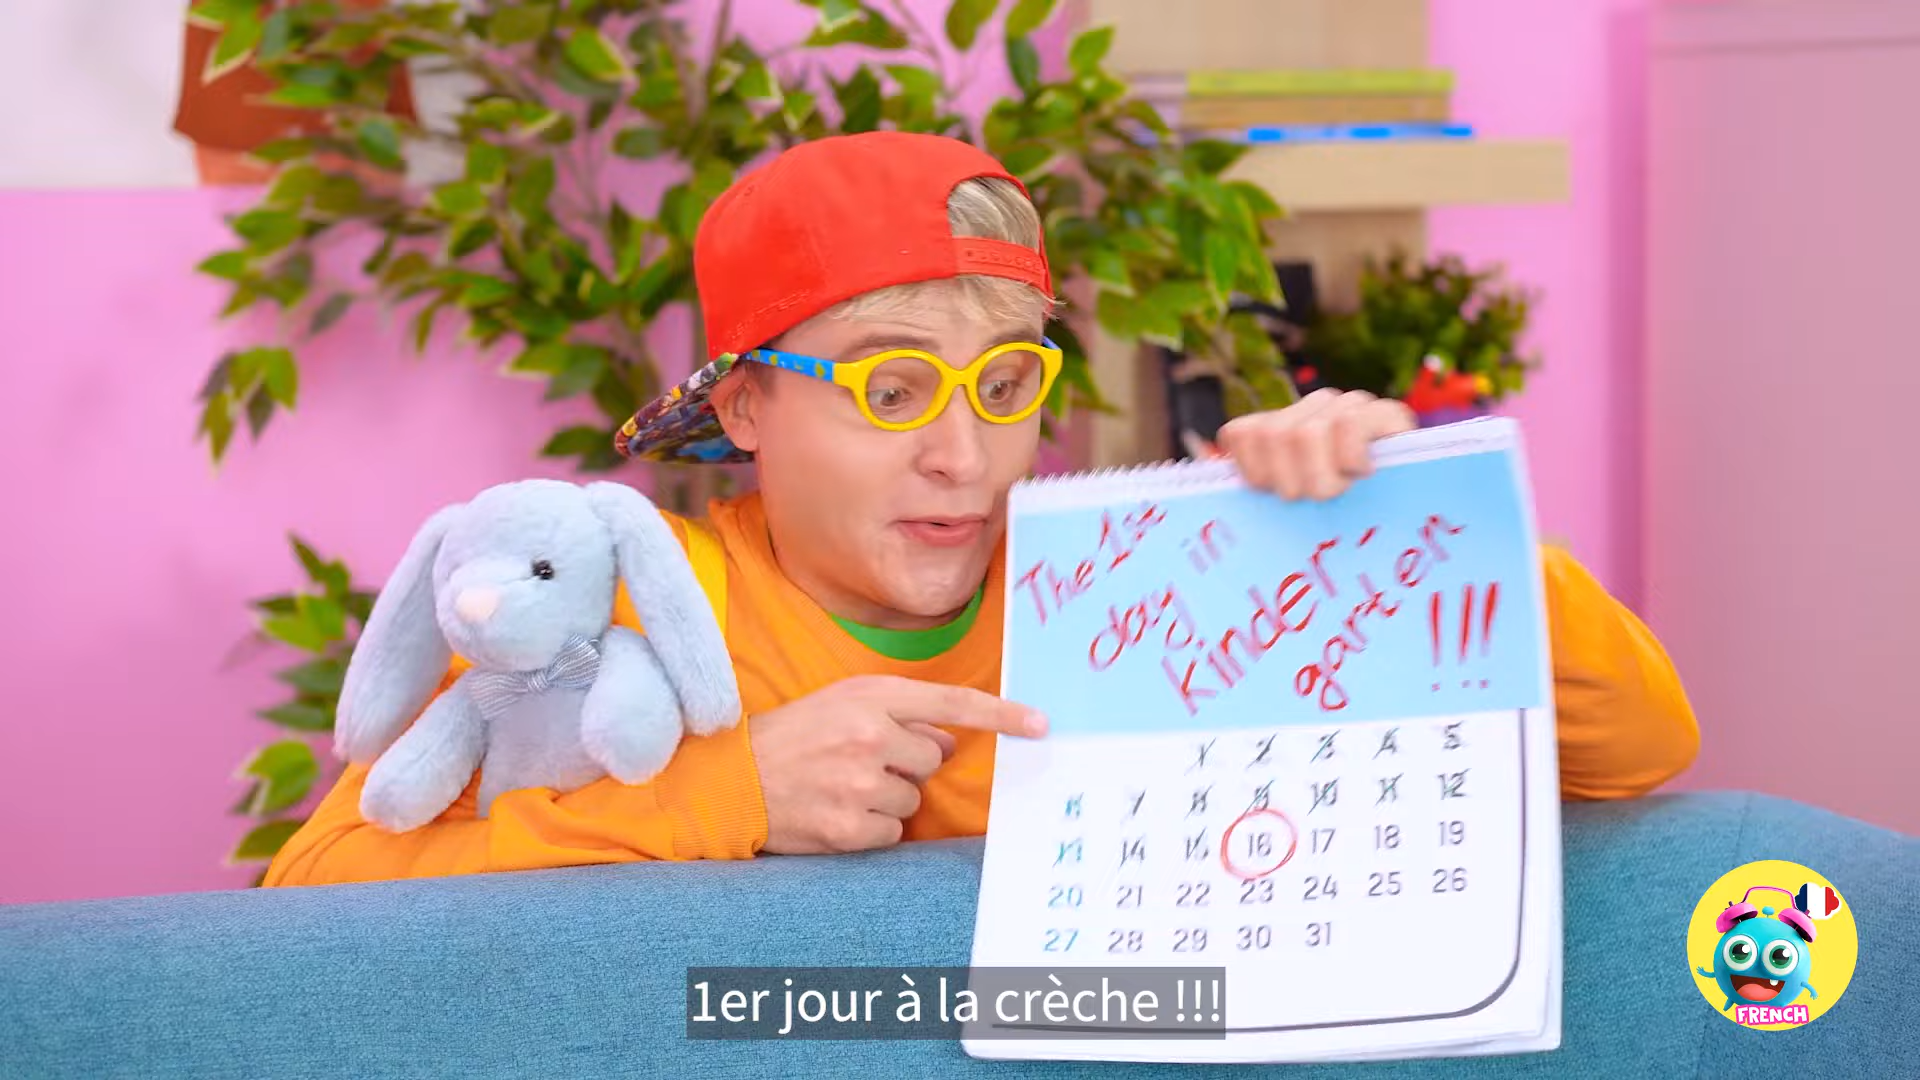 The 1st
day in
kinder-
garten
!!!
1 2 3 4 5
6 7 8 9 10 11 12
13 14 15 16 17 18 19
20 21 22 23 24 25 26
27 28 29 30 31
1er jour à la crèche !!!
FRENCH